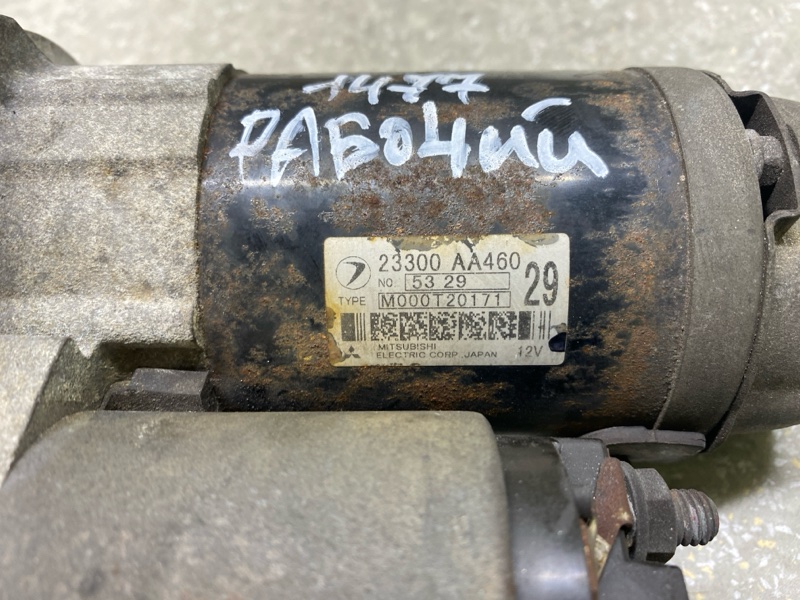 1477
РАБОЧИЙ
23300 AA460
NO. 53 29
29
TYPE M000T20171
MITSUBISHI
ELECTRIC CORP. JAPAN 12V